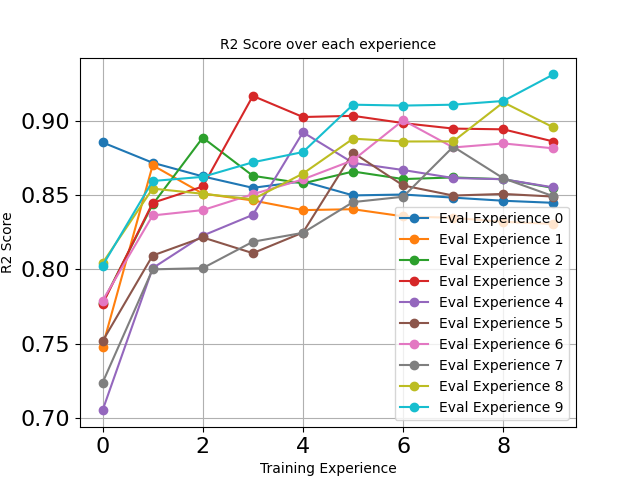 R2 Score over each experience
R2 Score
0.90
0.85
0.80
0.75
0.70
0
2
4
6
8
Training Experience
Eval Experience 0
Eval Experience 1
Eval Experience 2
Eval Experience 3
Eval Experience 4
Eval Experience 5
Eval Experience 6
Eval Experience 7
Eval Experience 8
Eval Experience 9